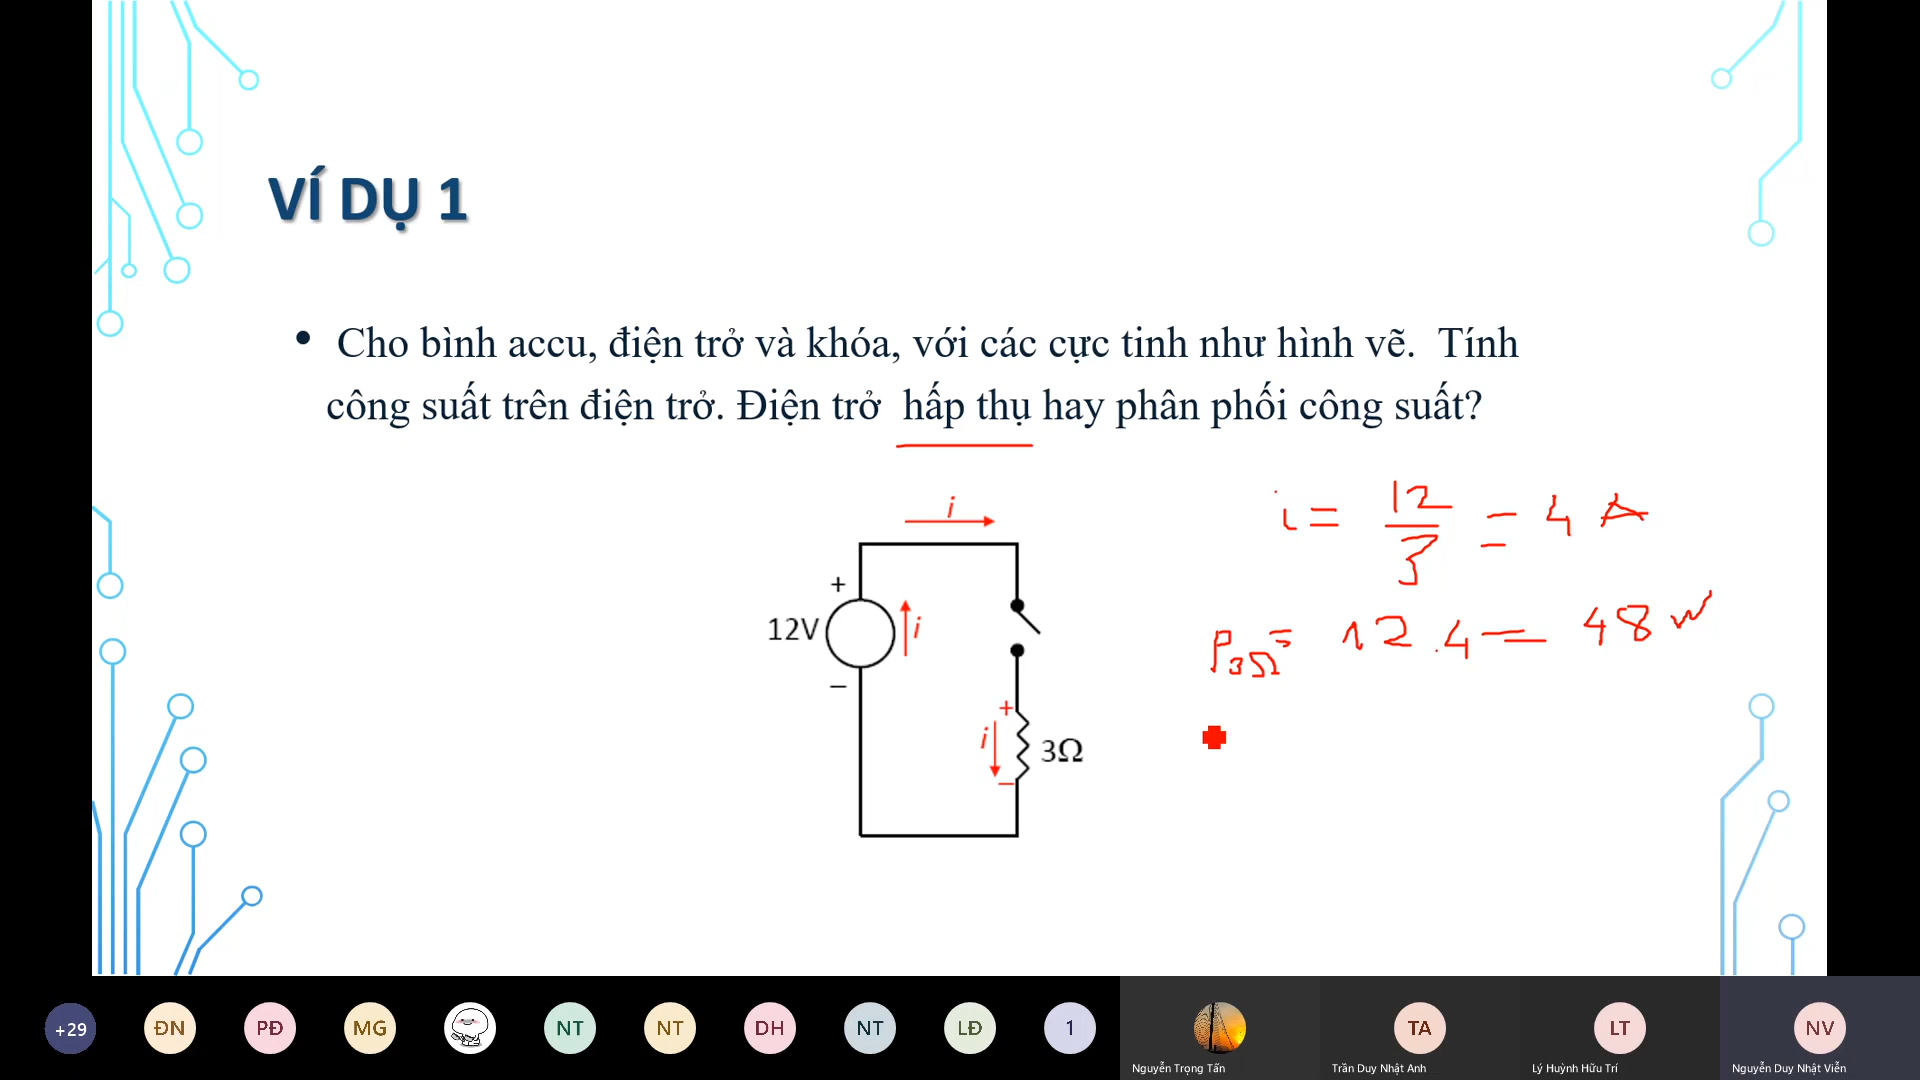 VÍ DỤ 1
• Cho bình accu, điện trở và khóa, với các cực tinh như hình vẽ. Tính
công suất trên điện trở. Điện trở hấp thụ hay phân phối công suất?
i
+
12V
i
–
+
i
3Ω
–
i = 12/3 = 4 A
P3Ω = 12.4 = 48 W
+29
ĐN
PĐ
MG
NT
NT
DH
NT
LĐ
1
TA
LT
NV
Nguyễn Trọng Tấn
Trần Duy Nhật Anh
Lý Huỳnh Hữu Trí
Nguyễn Duy Nhật Viễn